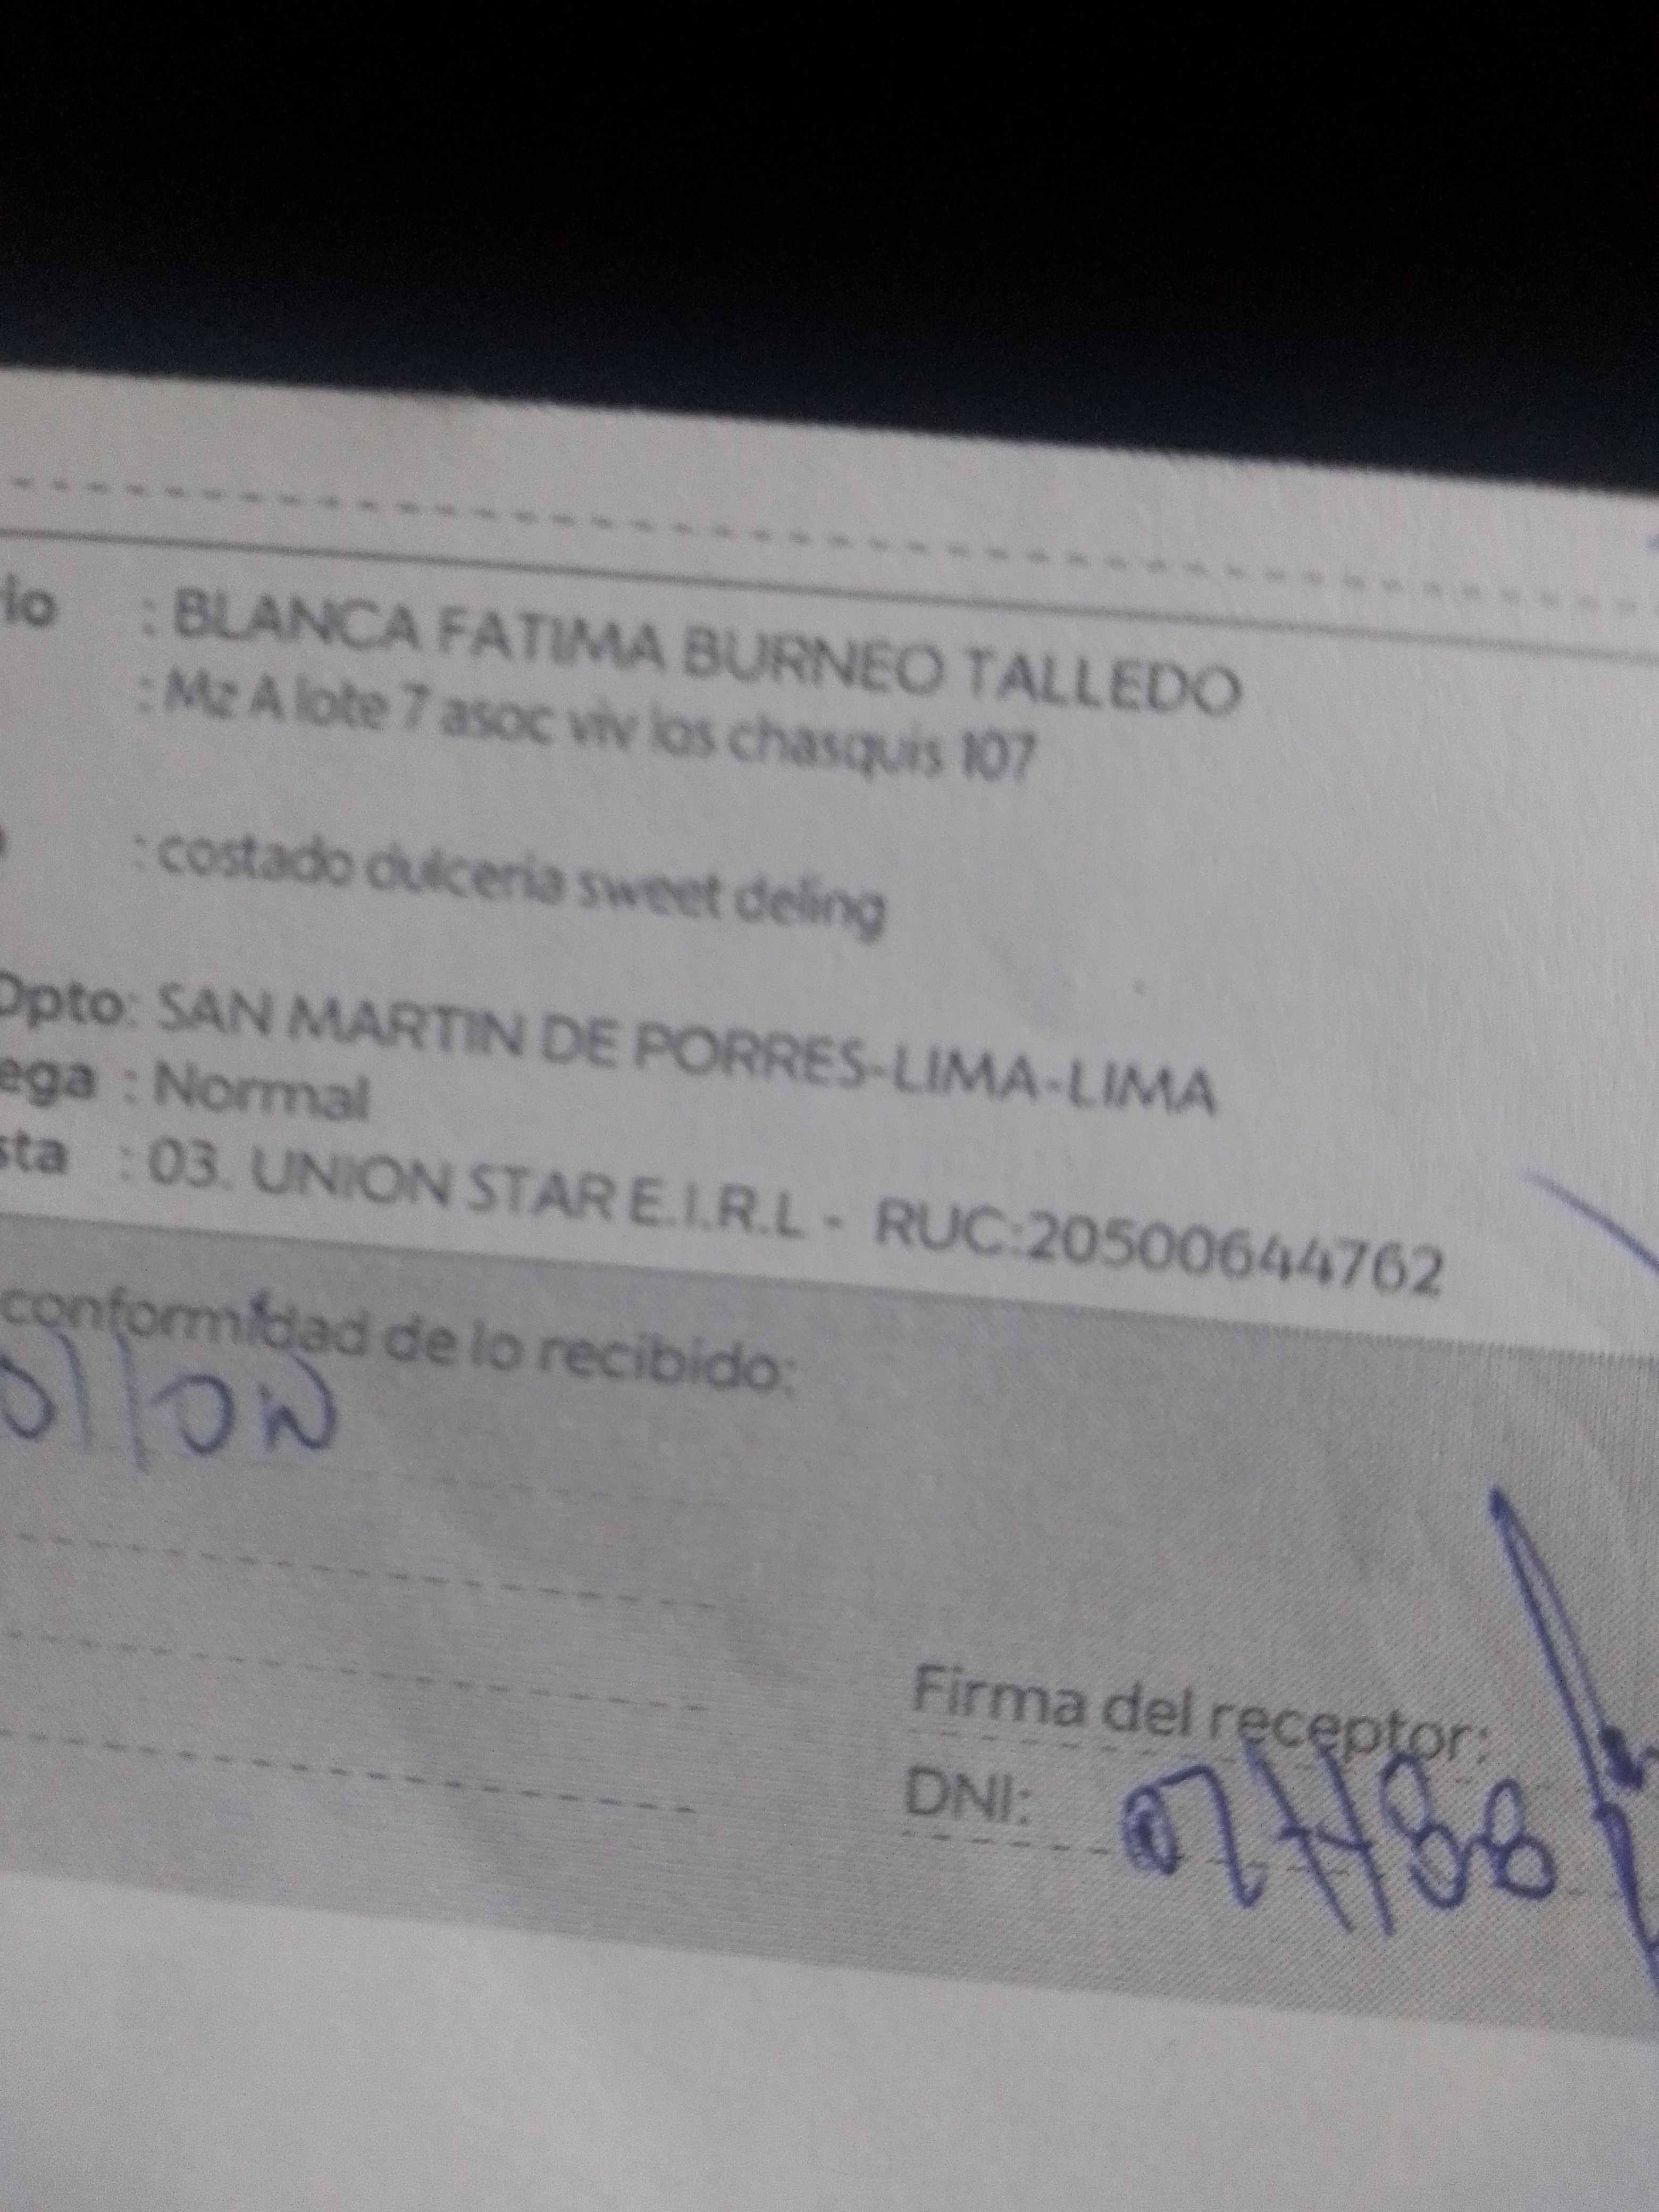 rio : BLANCA FATIMA BURNEO TALLEDO
: Mz A lote 7 asoc viv los chasquis 107
: costado dulceria sweet deling
Dpto: SAN MARTIN DE PORRES-LIMA-LIMA
ega : Normal
sta : 03. UNION STAR E.I.R.L - RUC:20500644762
conformidad de lo recibido:
Firma del receptor:
DNI: